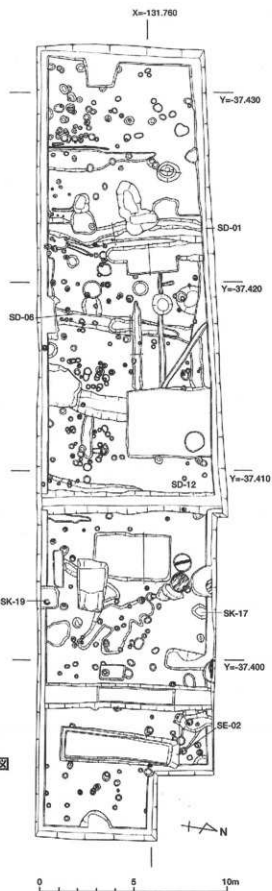 X=-131.760
Y=-37.430
SD-01
Y=-37.420
SD-06
SD-12
Y=-37.410
SK-19
SK-17
Y=-37.400
SE-02
図
N
0 5 10m